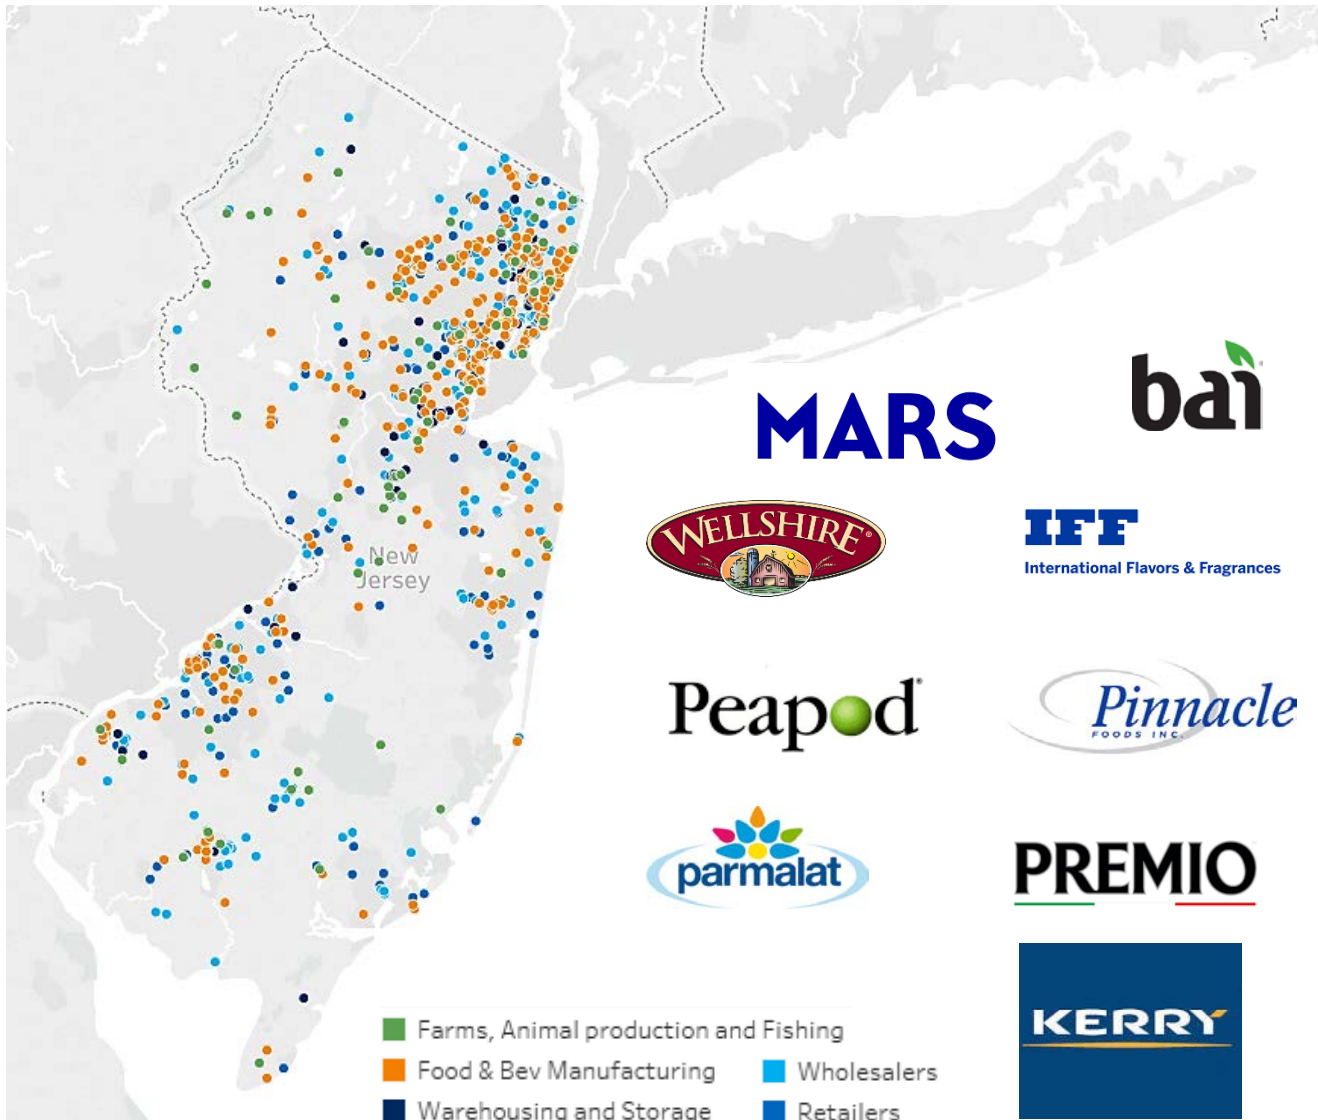 bai
MARS
WELLSHIRE®
IFF
International Flavors & Fragrances
New
Jersey
Peapod®
Pinnacle
FOODS INC.
parmalat
PREMIO
KERRY
Farms, Animal production and Fishing
Food & Bev Manufacturing
Wholesalers
Warehousing and Storage
Retailers